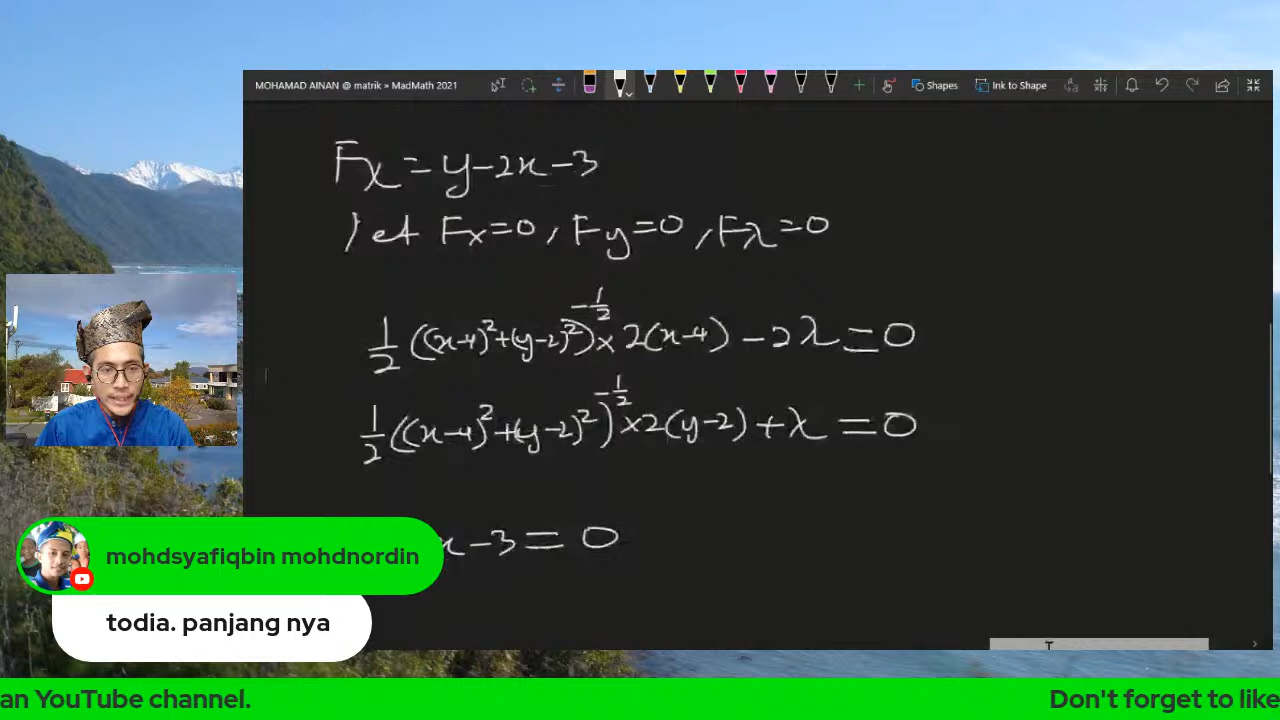 MOHAMAD AINAN @ matrik » MadMath 2021
Shapes
Ink to Shape
Fλ = y-2x-3
let Fx=0, Fy=0, Fλ=0
1/2 ((x-4)²+(y-2)²)^-1/2 × 2(x-4) - 2λ = 0
1/2 ((x-4)²+(y-2)²)^-1/2 × 2(y-2) + λ = 0
x-3 = 0
mohdsyafiqbin mohdnordin
todia. panjang nya
an YouTube channel.
Don't forget to like